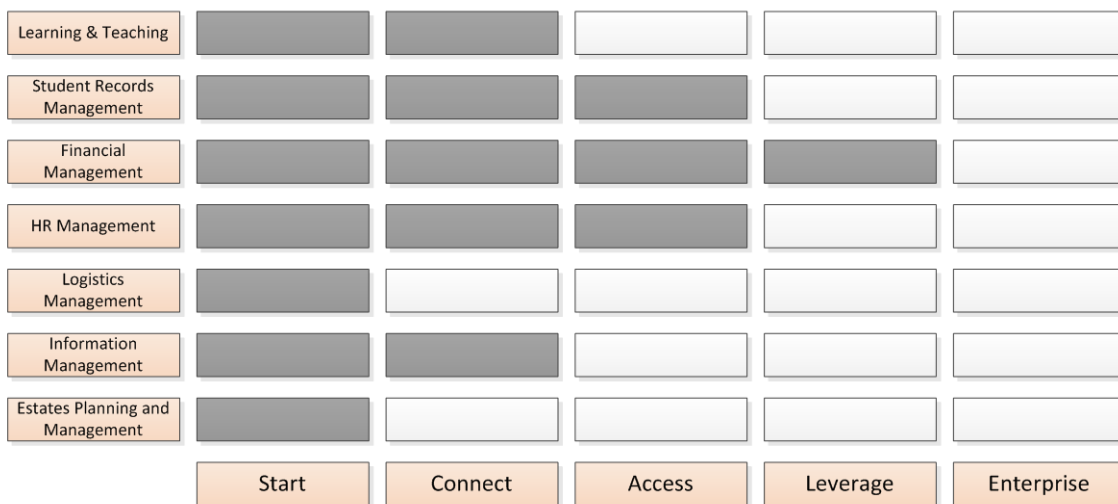 Learning & Teaching
Student Records
Management
Financial
Management
HR Management
Logistics
Management
Information
Management
Estates Planning and
Management
Start Connect Access Leverage Enterprise